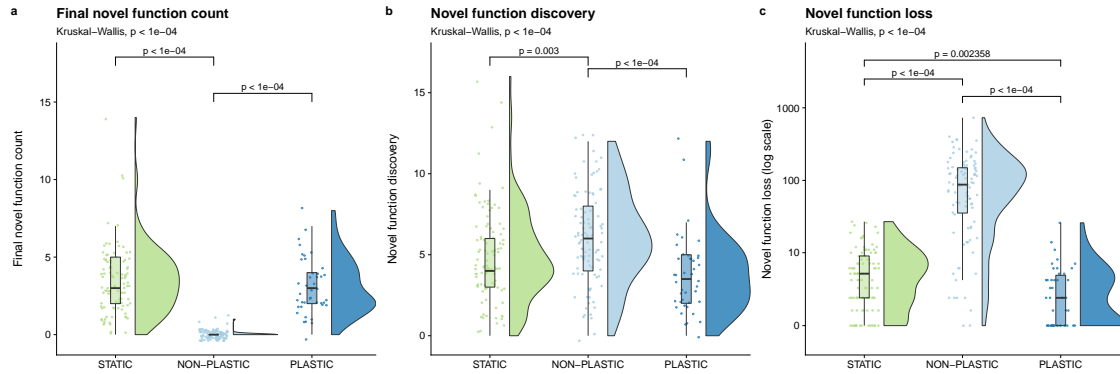 a
Final novel function count
Kruskal−Wallis, p < 1e−04
p < 1e−04
p < 1e−04
15
10
5
0
Final novel function count
STATIC
NON−PLASTIC
PLASTIC
b
Novel function discovery
Kruskal−Wallis, p < 1e−04
p = 0.003
p < 1e−04
15
10
5
0
Novel function discovery
STATIC
NON−PLASTIC
PLASTIC
c
Novel function loss
Kruskal−Wallis, p < 1e−04
p = 0.002358
p < 1e−04
p < 1e−04
1000
100
10
0
Novel function loss (log scale)
STATIC
NON−PLASTIC
PLASTIC